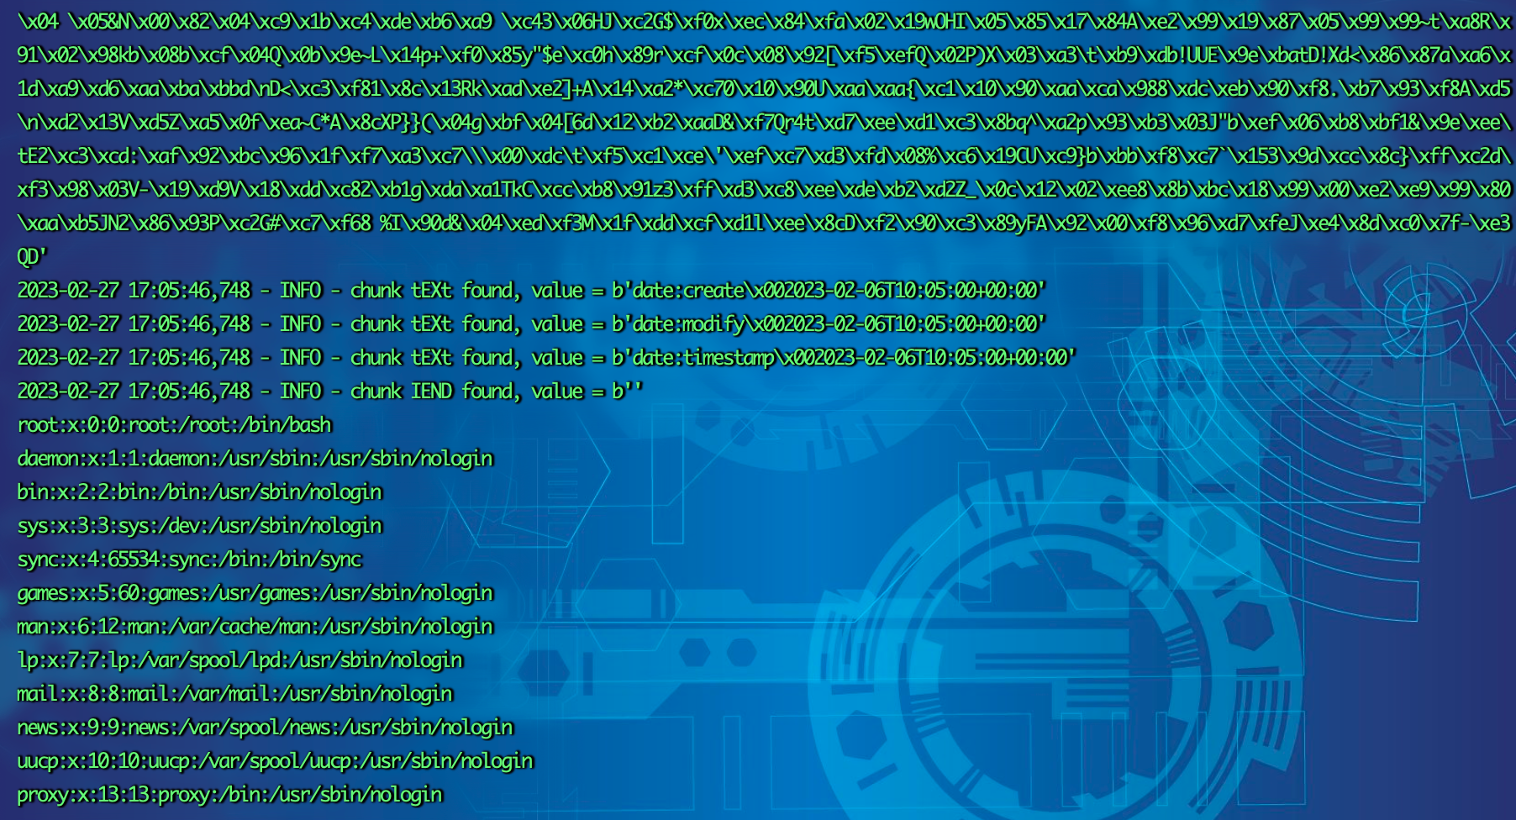 \x04 \x05&N\x00\x82\x04\xc9\x1b\xc4\xde\xb6\xa9 \xc43\x06HJ\xc2G$\xf0x\xec\x84\xfa\x02\x19wOHI\x05\x85\x17\x84A\xe2\x99\x19\x87\x05\x99\x99~t\xa8R\x
91\x02\x98kb\x08b\xcf\x04Q\x0b\x9e~L\x14p+\xf0\x85y"$e\xc0h\x89r\xcf\x0c\x08\x92[\xf5\xefQ\x02P)X\x03\xa3\t\xb9\xdb!UUE\x9e\xbatD!Xd<\x86\x87a\xa6\x
1d\xa9\xd6\xaa\xba\xbbd\nD<\xc3\xf81\x8c\x13Rk\xad\xe2]+A\x14\xa2*\xc70\x10\x90U\xaa\xaa{\xc1\x10\x90\xaa\xca\x988\xdc\xeb\x90\xf8.\xb7\x93\xf8A\xd5
\n\xd2\x13V\xd5Z\xa5\x0f\xea~C*A\x8cXP}}(\x04g\xbf\x04[6d\x12\xb2\xaaD&\xf7Qr4t\xd7\xee\xd1\xc3\x8bq^\xa2p\x93\xb3\x03J"b\xef\x06\xb8\xbf1&\x9e\xee\
tE2\xc3\xcd:\xaf\x92\xbc\x96\x1f\xf7\xa3\xc7\\\x00\xdc\t\xf5\xc1\xce\'\xef\xc7\xd3\xfd\x08%\xc6\x19CU\xc9}b\xbb\xf8\xc7`\x153\x9d\xcc\x8c}\xff\xc2d\
xf3\x98\x03V-\x19\xd9V\x18\xdd\xc82\xb1g\xda\xa1TkC\xcc\xb8\x91z3\xff\xd3\xc8\xee\xde\xb2\xd2Z_\x0c\x12\x02\xee8\x8b\xbc\x18\x99\x00\xe2\xe9\x99\x80
\xaa\xb5JN2\x86\x93P\xc2G#\xc7\xf68 %I\x90d&\x04\xed\xf3M\x1f\xdd\xcf\xd1l\xee\x8cD\xf2\x90\xc3\x89yFA\x92\x00\xf8\x96\xd7\xfeJ\xe4\x8d\xc0\x7f-\xe3
QD'
2023-02-27 17:05:46,748 - INFO - chunk tEXt found, value = b'date:create\x002023-02-06T10:05:00+00:00'
2023-02-27 17:05:46,748 - INFO - chunk tEXt found, value = b'date:modify\x002023-02-06T10:05:00+00:00'
2023-02-27 17:05:46,748 - INFO - chunk tEXt found, value = b'date:timestamp\x002023-02-06T10:05:00+00:00'
2023-02-27 17:05:46,748 - INFO - chunk IEND found, value = b''
root:x:0:0:root:/root:/bin/bash
daemon:x:1:1:daemon:/usr/sbin:/usr/sbin/nologin
bin:x:2:2:bin:/bin:/usr/sbin/nologin
sys:x:3:3:sys:/dev:/usr/sbin/nologin
sync:x:4:65534:sync:/bin:/bin/sync
games:x:5:60:games:/usr/games:/usr/sbin/nologin
man:x:6:12:man:/var/cache/man:/usr/sbin/nologin
lp:x:7:7:lp:/var/spool/lpd:/usr/sbin/nologin
mail:x:8:8:mail:/var/mail:/usr/sbin/nologin
news:x:9:9:news:/var/spool/news:/usr/sbin/nologin
uucp:x:10:10:uucp:/var/spool/uucp:/usr/sbin/nologin
proxy:x:13:13:proxy:/bin:/usr/sbin/nologin